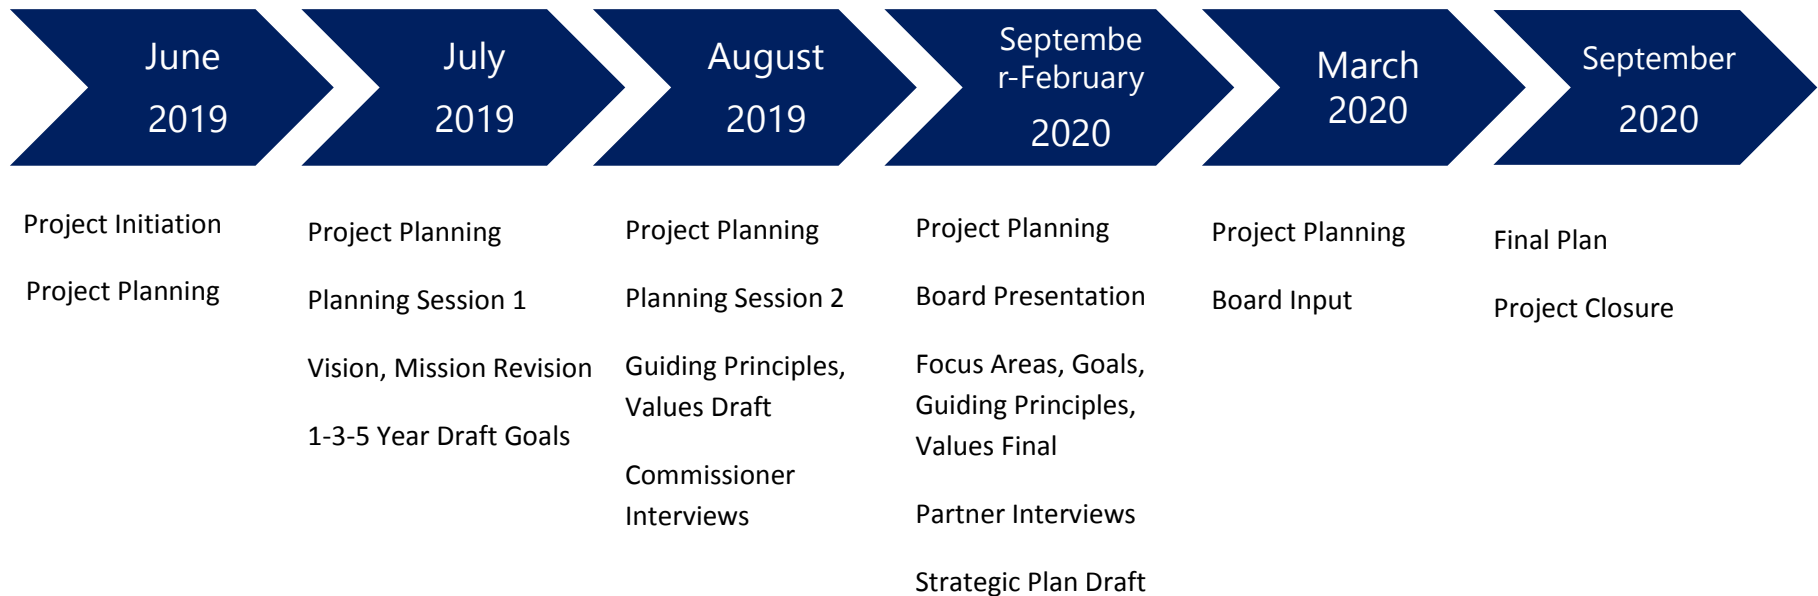 June
2019
July
2019
August
2019
Septembe
r-February
2020
March
2020
September
2020
Project Initiation
Project Planning
Project Planning
Planning Session 1
Vision, Mission Revision
1-3-5 Year Draft Goals
Project Planning
Planning Session 2
Guiding Principles,
Values Draft
Commissioner
Interviews
Project Planning
Board Presentation
Focus Areas, Goals,
Guiding Principles,
Values Final
Partner Interviews
Strategic Plan Draft
Project Planning
Board Input
Final Plan
Project Closure